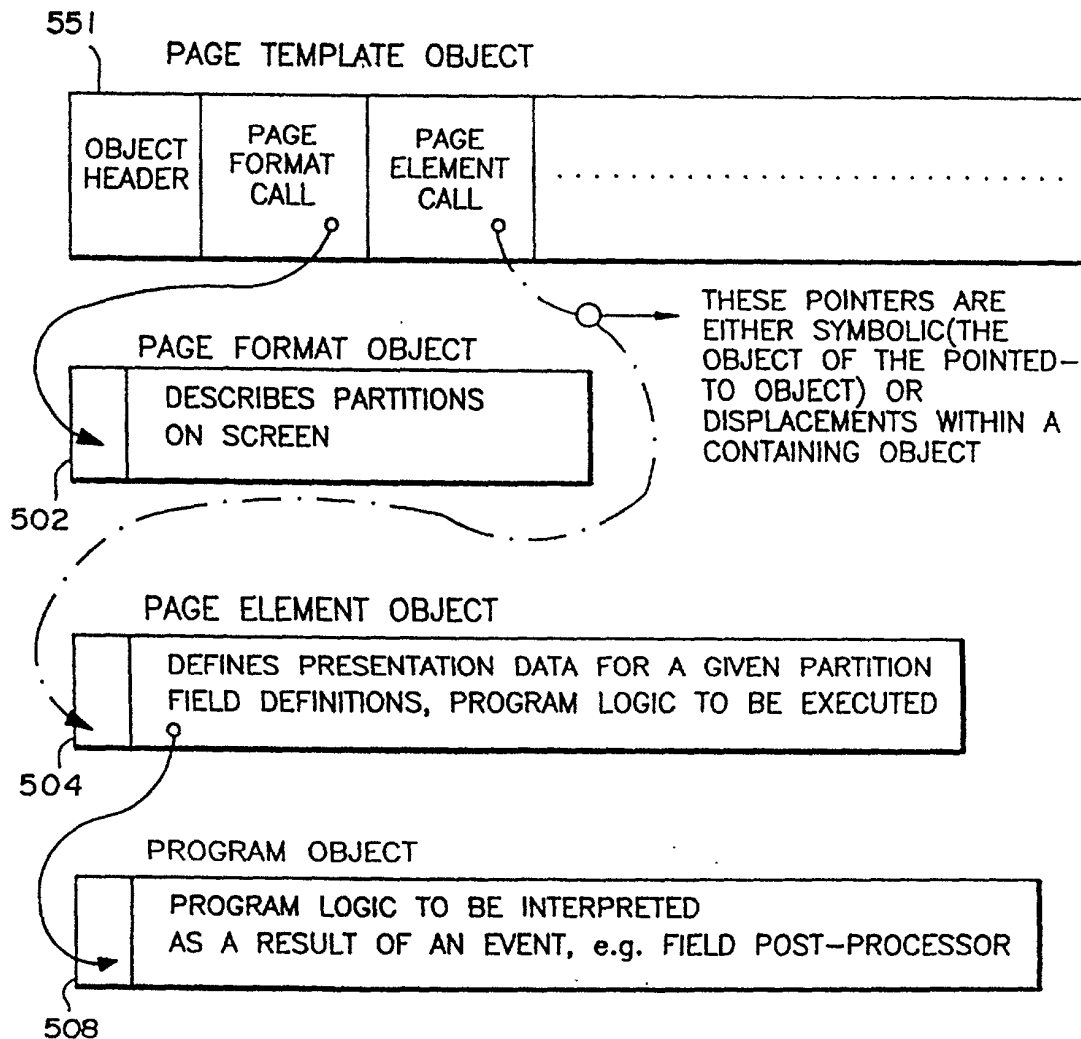 551
PAGE TEMPLATE OBJECT
OBJECT
HEADER
PAGE
FORMAT
CALL
PAGE
ELEMENT
CALL
THESE POINTERS ARE
EITHER SYMBOLIC(THE
OBJECT OF THE POINTED-
TO OBJECT) OR
DISPLACEMENTS WITHIN A
CONTAINING OBJECT
PAGE FORMAT OBJECT
DESCRIBES PARTITIONS
ON SCREEN
502
PAGE ELEMENT OBJECT
DEFINES PRESENTATION DATA FOR A GIVEN PARTITION
FIELD DEFINITIONS, PROGRAM LOGIC TO BE EXECUTED
504
PROGRAM OBJECT
PROGRAM LOGIC TO BE INTERPRETED
AS A RESULT OF AN EVENT, e.g. FIELD POST-PROCESSOR
508